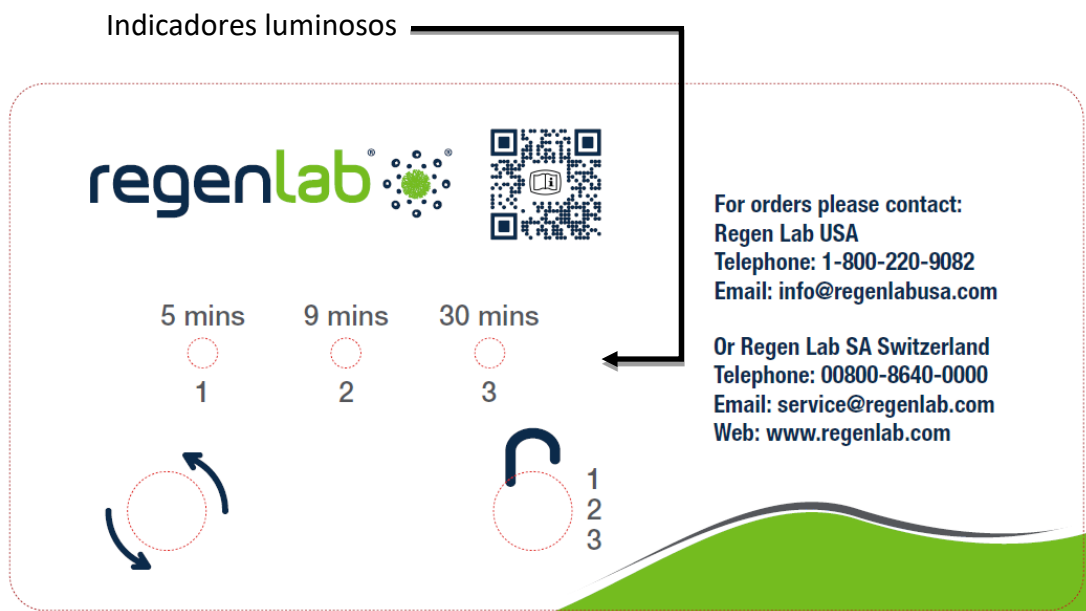 Indicadores luminosos
regenlab® ®
For orders please contact:
Regen Lab USA
Telephone: 1-800-220-9082
Email: info@regenlabusa.com
Or Regen Lab SA Switzerland
Telephone: 00800-8640-0000
Email: service@regenlab.com
Web: www.regenlab.com
5 mins 9 mins 30 mins
1 2 3
1
2
3